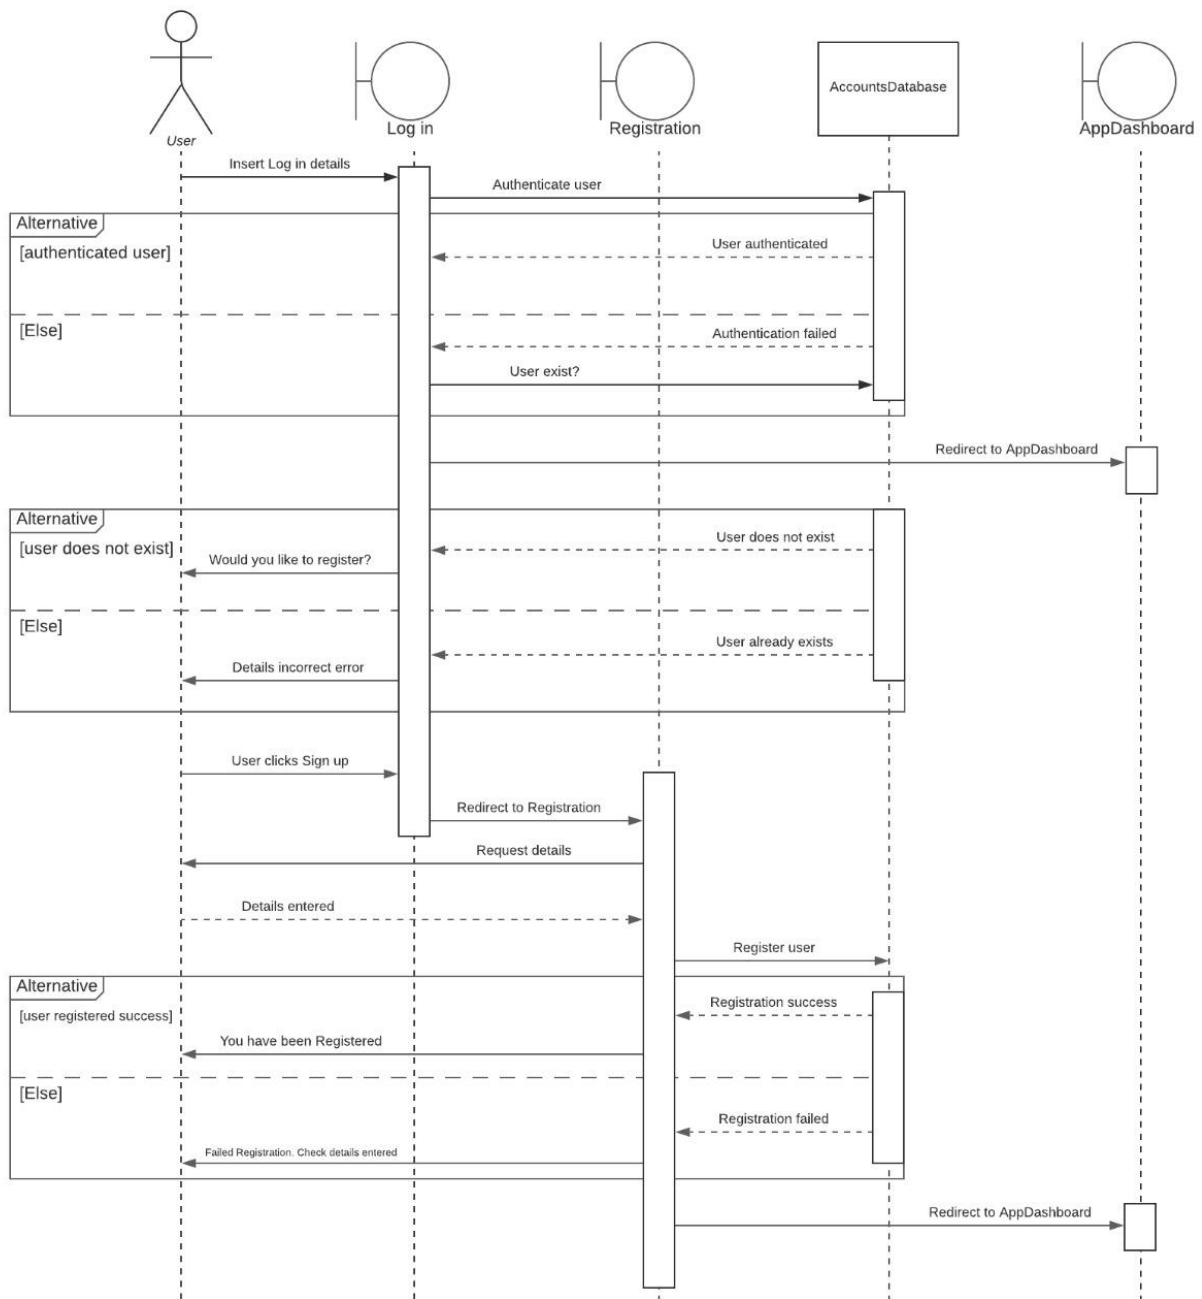 User
Log in
Registration
AccountsDatabase
AppDashboard
Insert Log in details
Authenticate user
Alternative
[authenticated user]
User authenticated
[Else]
Authentication failed
User exist?
Redirect to AppDashboard
Alternative
[user does not exist]
User does not exist
Would you like to register?
[Else]
User already exists
Details incorrect error
User clicks Sign up
Redirect to Registration
Request details
Details entered
Register user
Alternative
[user registered success]
Registration success
You have been Registered
[Else]
Registration failed
Failed Registration. Check details entered
Redirect to AppDashboard